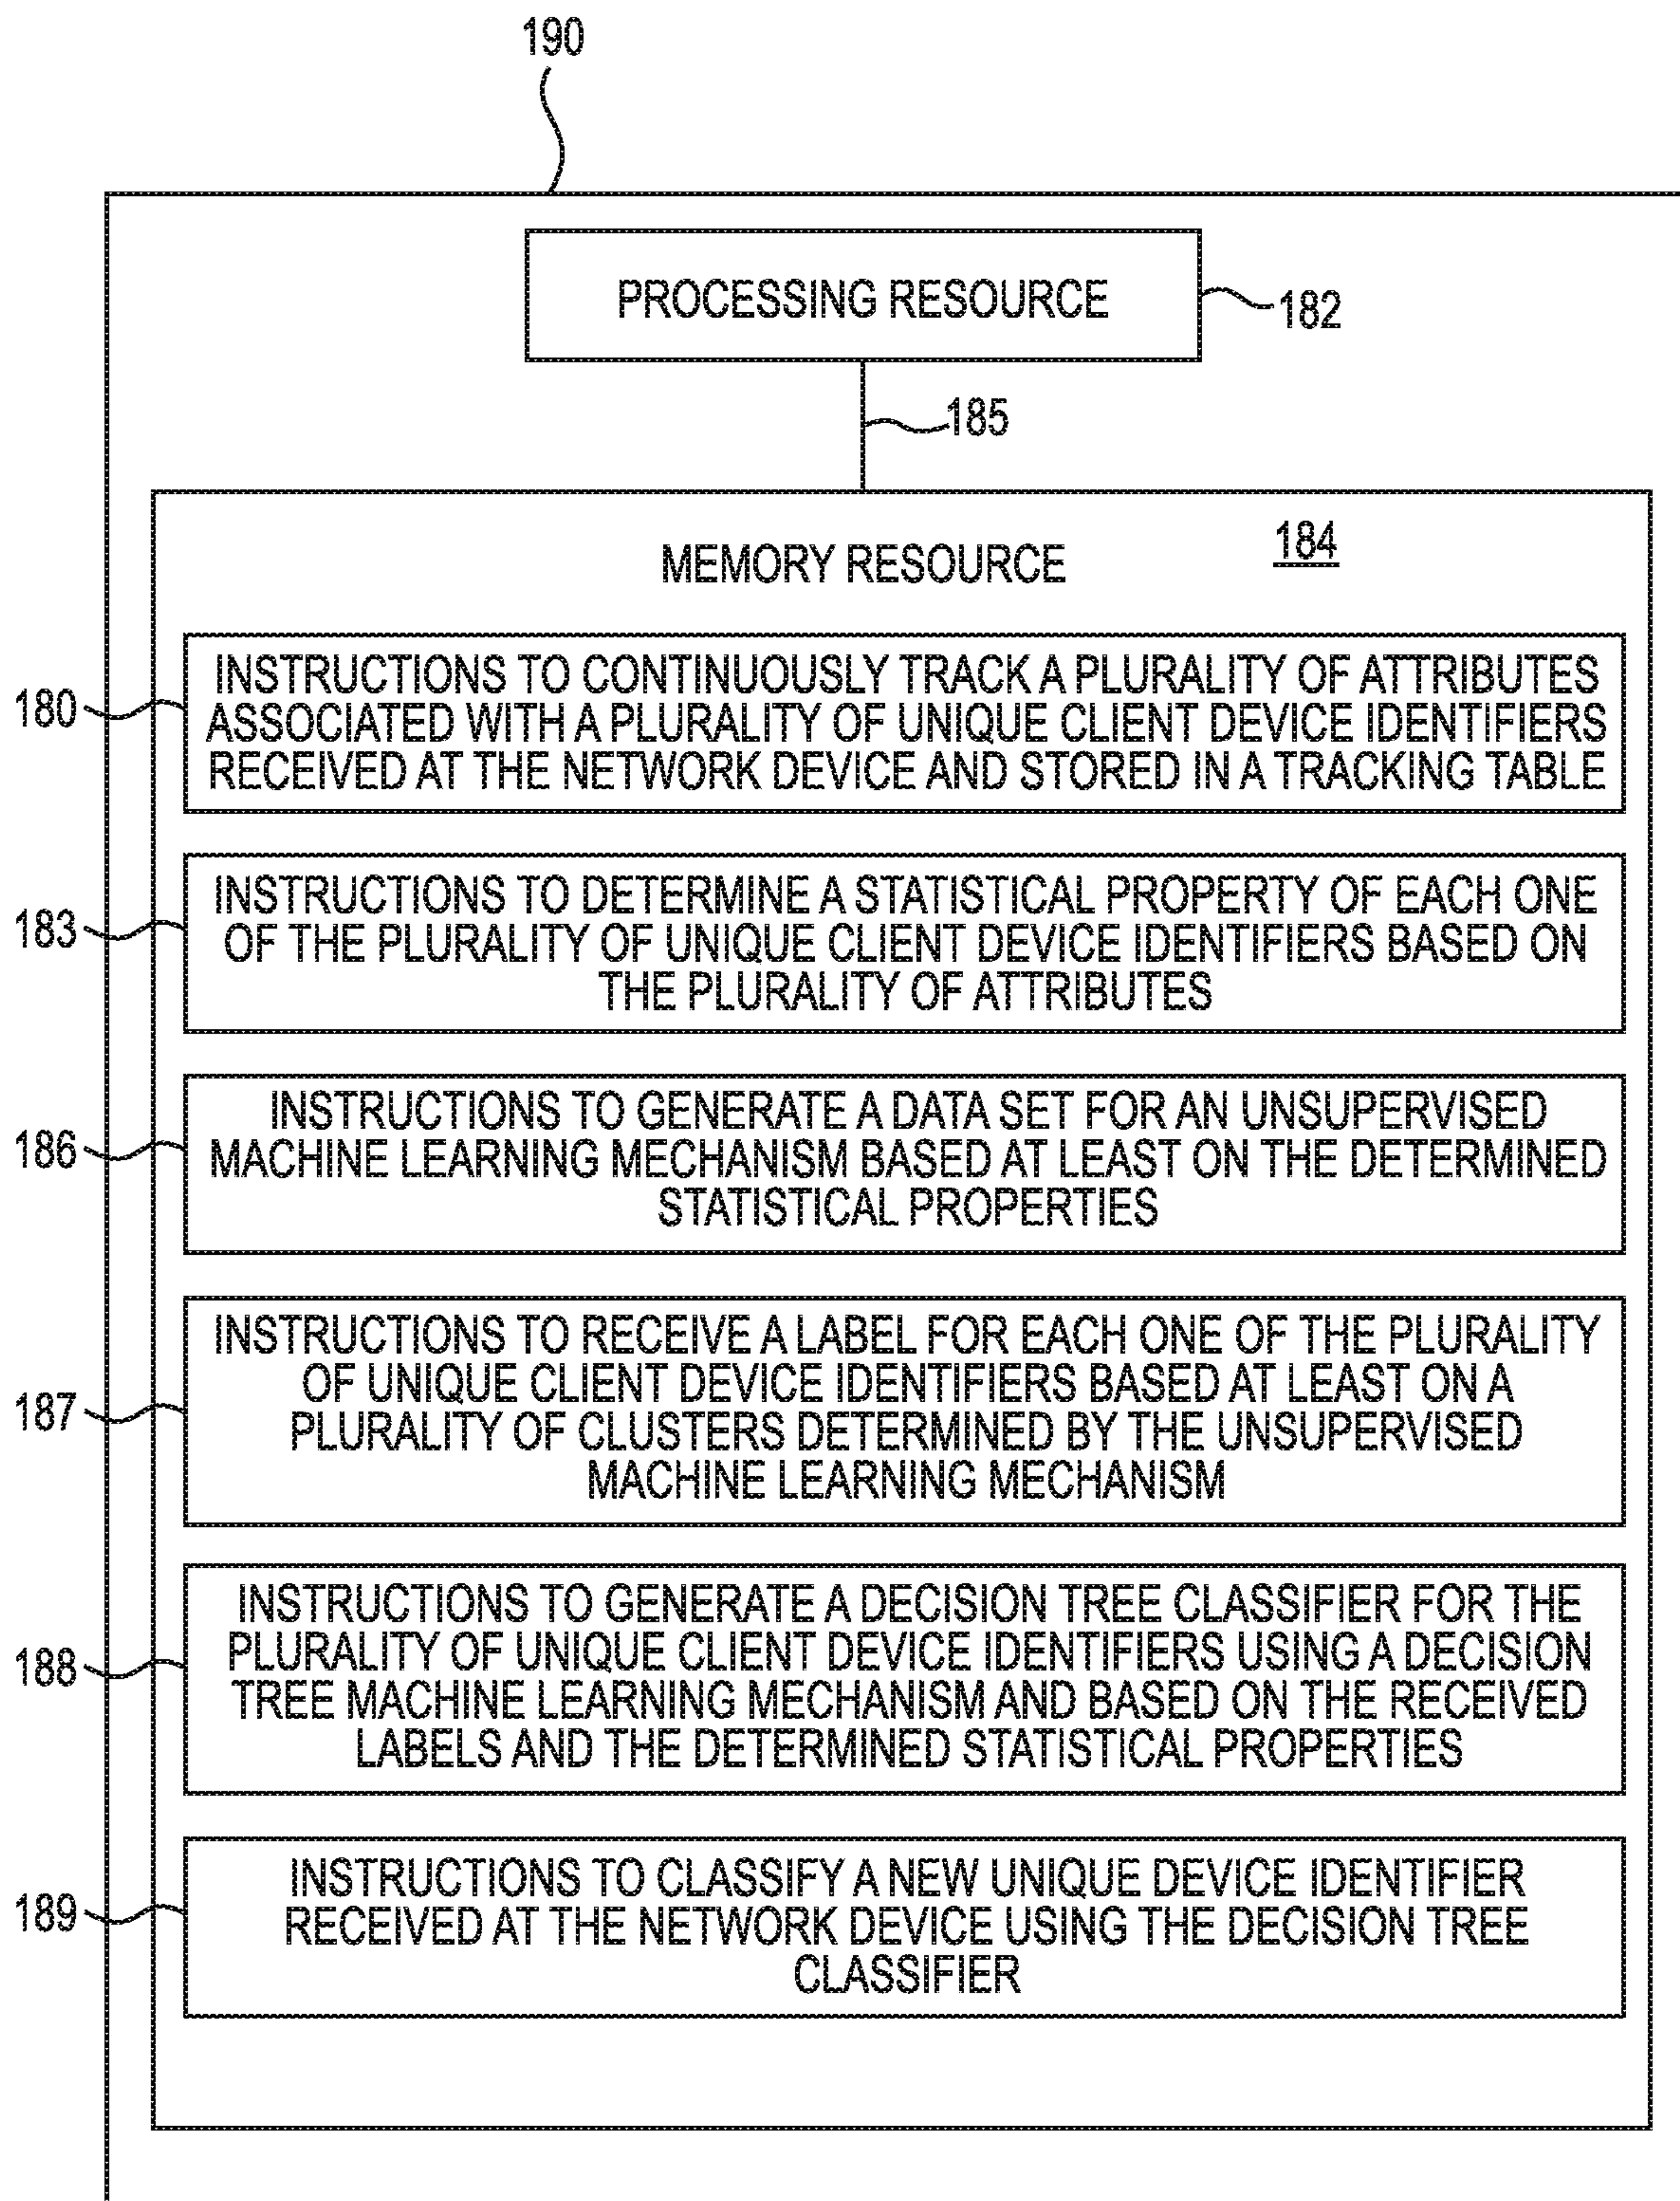 190
PROCESSING RESOURCE
182
185
184
MEMORY RESOURCE
INSTRUCTIONS TO CONTINUOUSLY TRACK A PLURALITY OF ATTRIBUTES
180
ASSOCIATED WITH A PLURALITY OF UNIQUE CLIENT DEVICE IDENTIFIERS
RECEIVED AT THE NETWORK DEVICE AND STORED IN A TRACKING TABLE
INSTRUCTIONS TO DETERMINE A STATISTICAL PROPERTY OF EACH ONE
183
OF THE PLURALITY OF UNIQUE CLIENT DEVICE IDENTIFIERS BASED ON
THE PLURALITY OF ATTRIBUTES
INSTRUCTIONS TO GENERATE A DATA SET FOR AN UNSUPERVISED
186
MACHINE LEARNING MECHANISM BASED AT LEAST ON THE DETERMINED
STATISTICAL PROPERTIES
INSTRUCTIONS TO RECEIVE A LABEL FOR EACH ONE OF THE PLURALITY
OF UNIQUE CLIENT DEVICE IDENTIFIERS BASED AT LEAST ON A
187
PLURALITY OF CLUSTERS DETERMINED BY THE UNSUPERVISED
MACHINE LEARNING MECHANISM
INSTRUCTIONS TO GENERATE A DECISION TREE CLASSIFIER FOR THE
PLURALITY OF UNIQUE CLIENT DEVICE IDENTIFIERS USING A DECISION
188
TREE MACHINE LEARNING MECHANISM AND BASED ON THE RECEIVED
LABELS AND THE DETERMINED STATISTICAL PROPERTIES
INSTRUCTIONS TO CLASSIFY A NEW UNIQUE DEVICE IDENTIFIER
189
RECEIVED AT THE NETWORK DEVICE USING THE DECISION TREE
CLASSIFIER